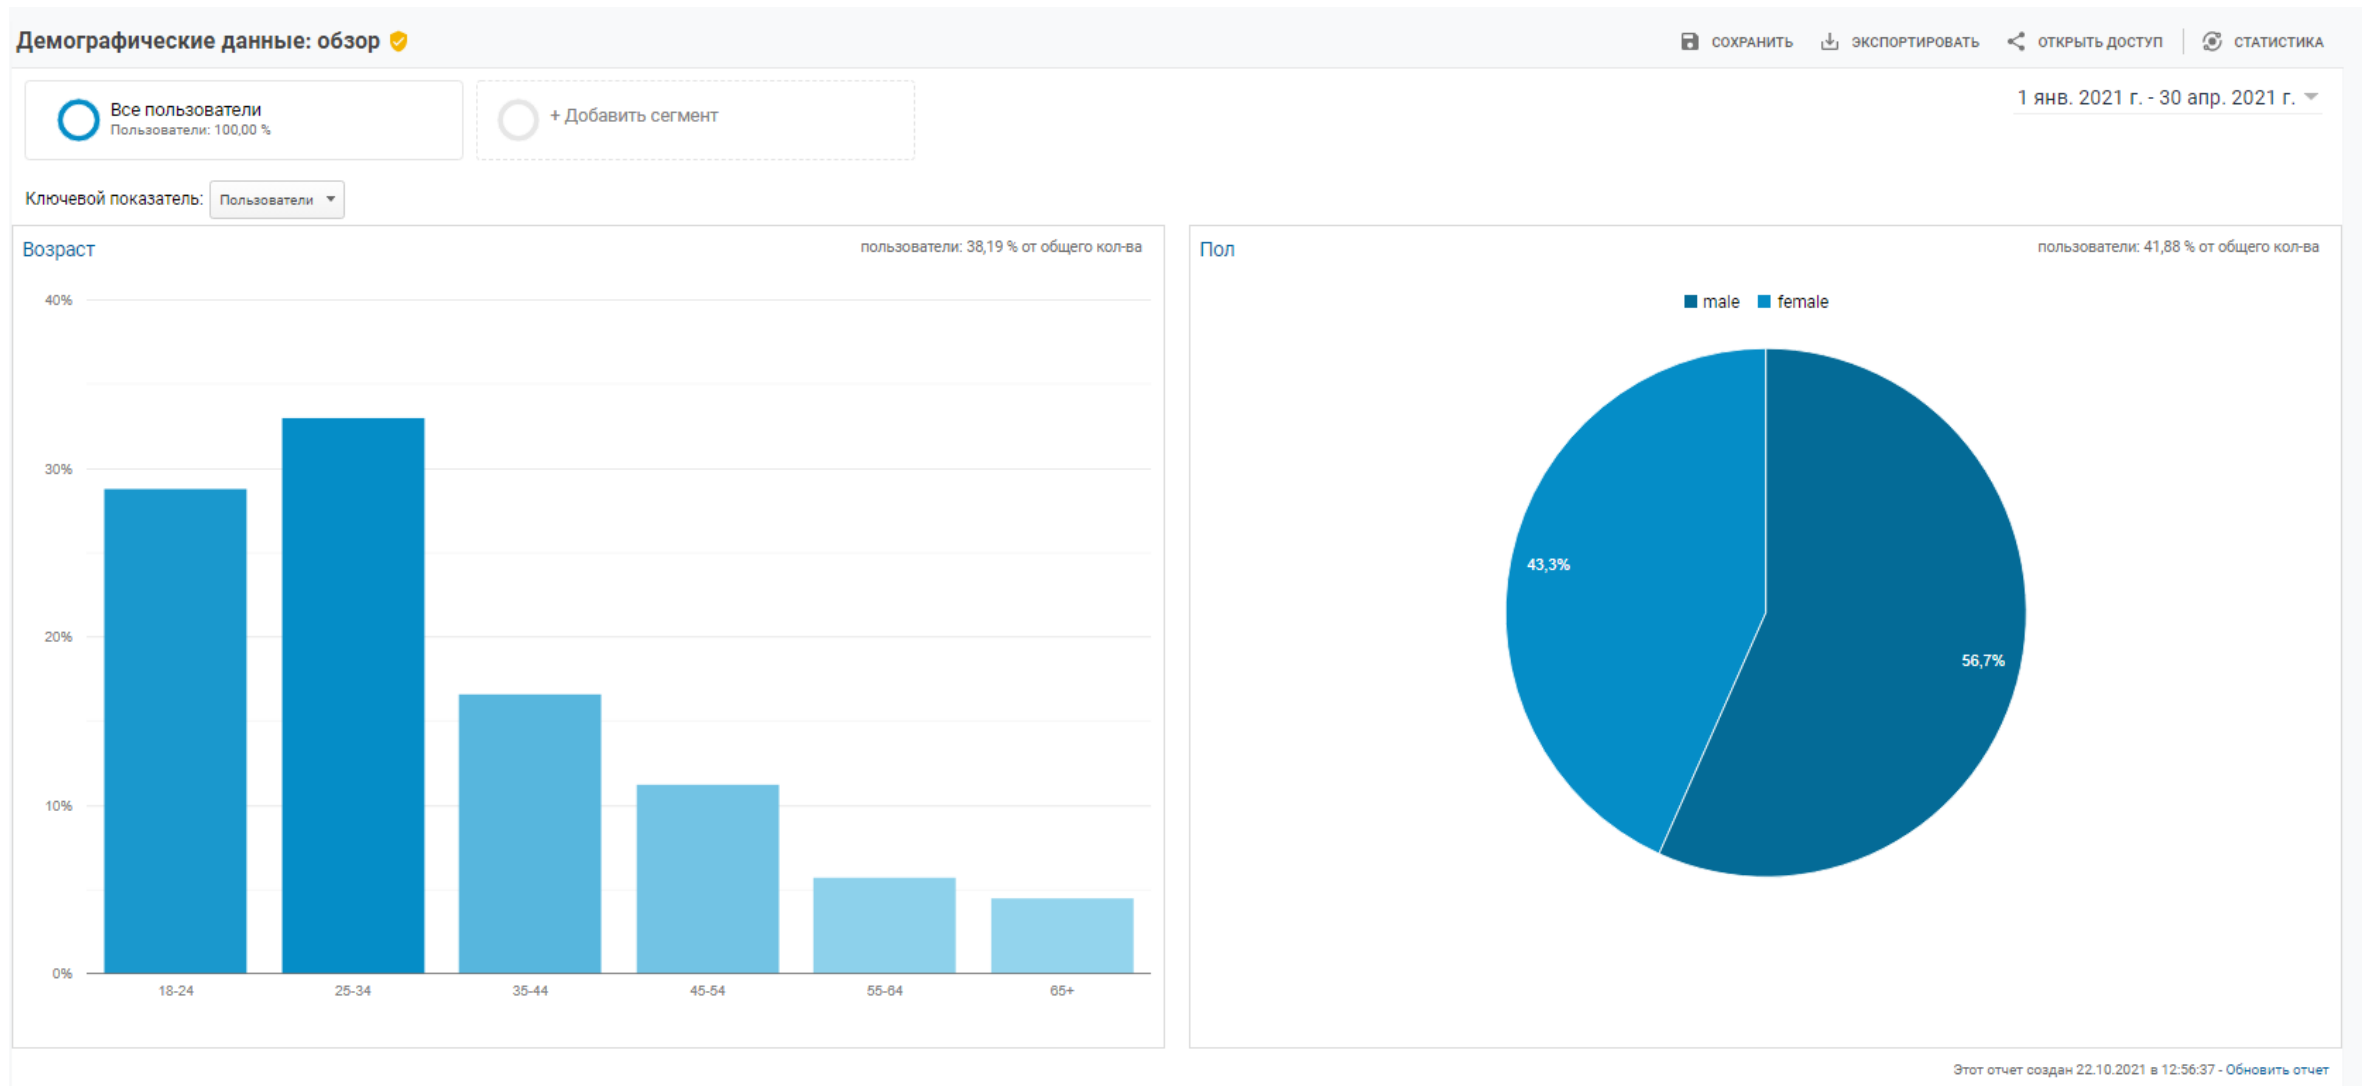 Демографические данные: обзор
СОХРАНИТЬ ЭКСПОРТИРОВАТЬ ОТКРЫТЬ ДОСТУП СТАТИСТИКА
Все пользователи
Пользователи: 100,00 %
+ Добавить сегмент
1 янв. 2021 г. - 30 апр. 2021 г.
Ключевой показатель: Пользователи
Возраст
пользователи: 38,19 % от общего кол-ва
40%
30%
20%
10%
0%
18-24 25-34 35-44 45-54 55-64 65+
Пол
пользователи: 41,88 % от общего кол-ва
male female
43,3%
56,7%
Этот отчет создан 22.10.2021 в 12:56:37 - Обновить отчет